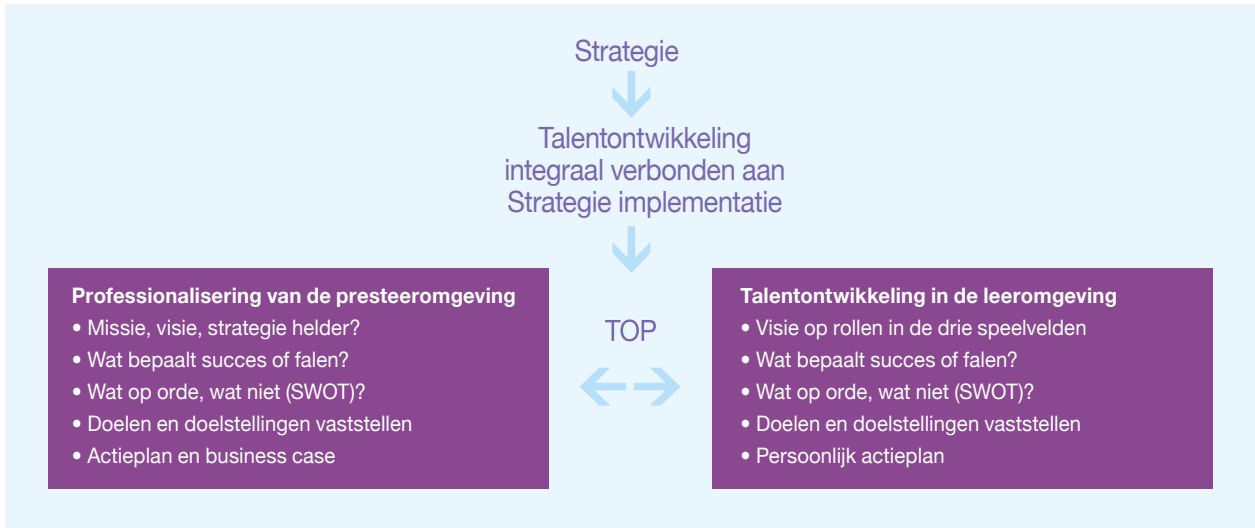 Strategie
Talentontwikkeling
integraal verbonden aan
Strategie implementatie
Professionalisering van de presteeromgeving
• Missie, visie, strategie helder?
• Wat bepaalt succes of falen?
• Wat op orde, wat niet (SWOT)?
• Doelen en doelstellingen vaststellen
• Actieplan en business case
TOP
Talentontwikkeling in de leeromgeving
• Visie op rollen in de drie speelvelden
• Wat bepaalt succes of falen?
• Wat op orde, wat niet (SWOT)?
• Doelen en doelstellingen vaststellen
• Persoonlijk actieplan